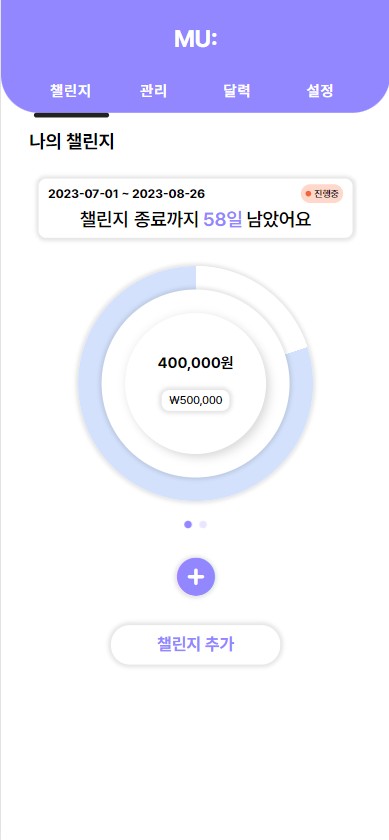 MU:
챌린지 관리 달력 설정
나의 챌린지
2023-07-01 ~ 2023-08-26 진행중
챌린지 종료까지 58일 남았어요
400,000원
₩500,000
챌린지 추가